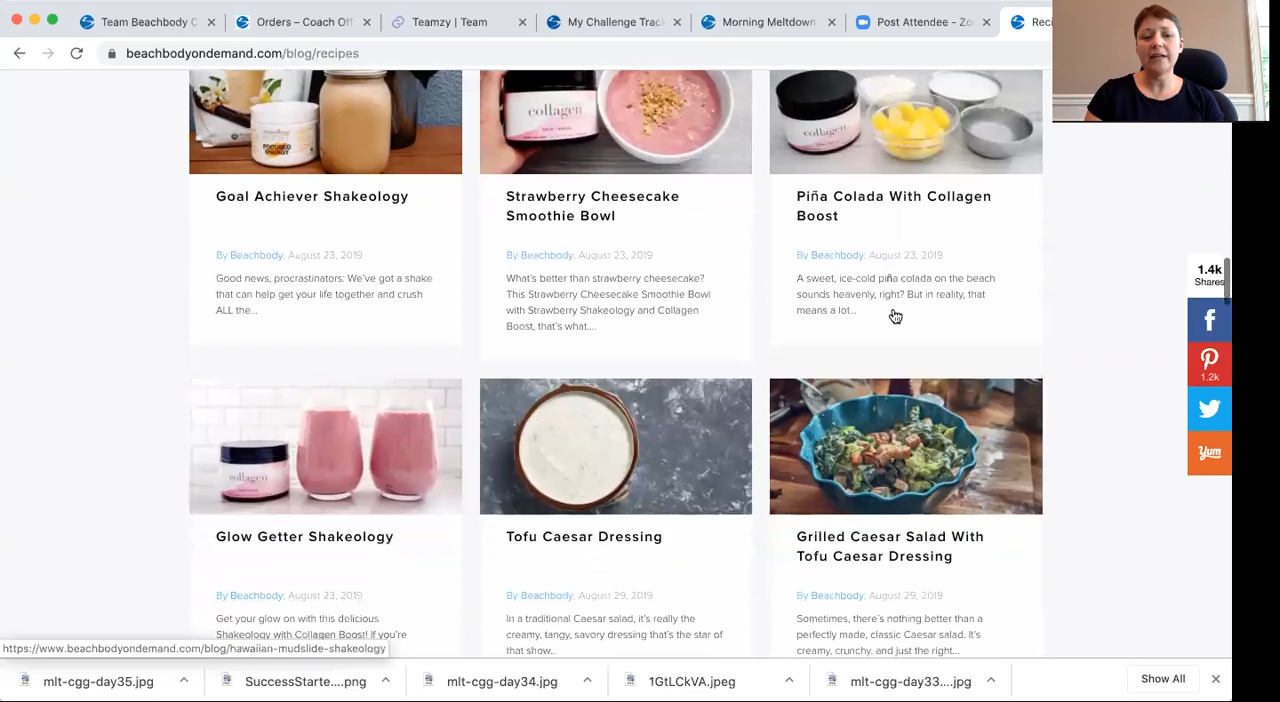 Team Beachbody C
Orders – Coach Off
Teamzy | Team
My Challenge Trac
Morning Meltdown
Post Attendee - Zo
Reci
beachbodyondemand.com/blog/recipes
FOCUSED
ENERGY
collagen
collagen
Goal Achiever Shakeology
Strawberry Cheesecake
Smoothie Bowl
Piña Colada With Collagen
Boost
By Beachbody, August 23, 2019
By Beachbody, August 23, 2019
By Beachbody, August 23, 2019
Good news, procrastinators: We've got a shake
that can help get your life together and crush
ALL the...
What's better than strawberry cheesecake?
This Strawberry Cheesecake Smoothie Bowl
with Strawberry Shakeology and Collagen
Boost, that's what....
A sweet, ice-cold piña colada on the beach
sounds heavenly, right? But in reality, that
means a lot...
1.4k
Shares
1.2k
Yum
collagen
Glow Getter Shakeology
Tofu Caesar Dressing
Grilled Caesar Salad With
Tofu Caesar Dressing
By Beachbody, August 23, 2019
By Beachbody, August 29, 2019
By Beachbody, August 29, 2019
Get your glow on with this delicious
Shakeology with Collagen Boost! If you're
In a traditional Caesar salad, it's really the
creamy, tangy, savory dressing that's the star of
that show...
Sometimes, there's nothing better than a
perfectly made, classic Caesar salad. It's
creamy, crunchy, and just the right...
https://www.beachbodyondemand.com/blog/hawaiian-mudslide-shakeology
mlt-cgg-day35.jpg
SuccessStarte....png
mlt-cgg-day34.jpg
1GtLCkVA.jpeg
mlt-cgg-day33....jpg
Show All